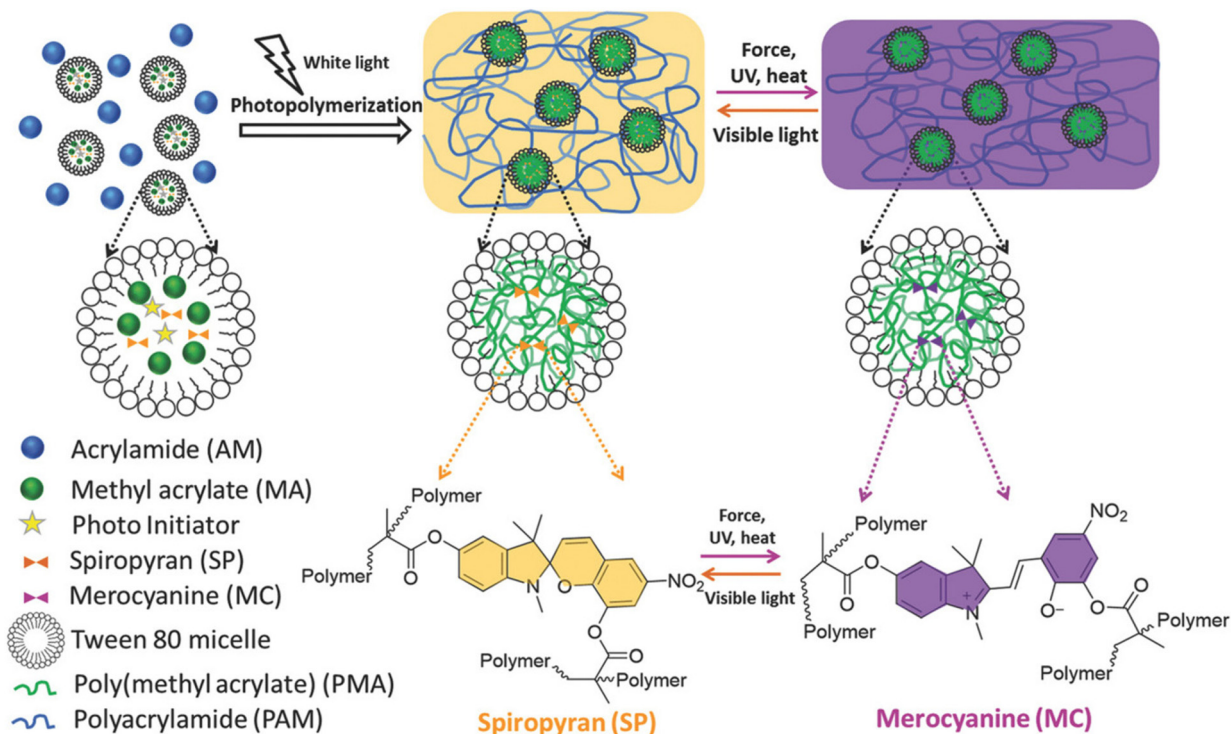 White light
Photopolymerization
Force,
UV, heat
Visible light
Acrylamide (AM)
Methyl acrylate (MA)
Photo Initiator
Spiropyran (SP)
Merocyanine (MC)
Tween 80 micelle
Poly(methyl acrylate) (PMA)
Polyacrylamide (PAM)
Polymer
O
Polymer
O
N
O
NO₂
O
O
Polymer
Polymer
Spiropyran (SP)
Force,
UV, heat
Visible light
Polymer
O
O
Polymer
N
+
NO₂
O−
O
O
Polymer
Polymer
Merocyanine (MC)